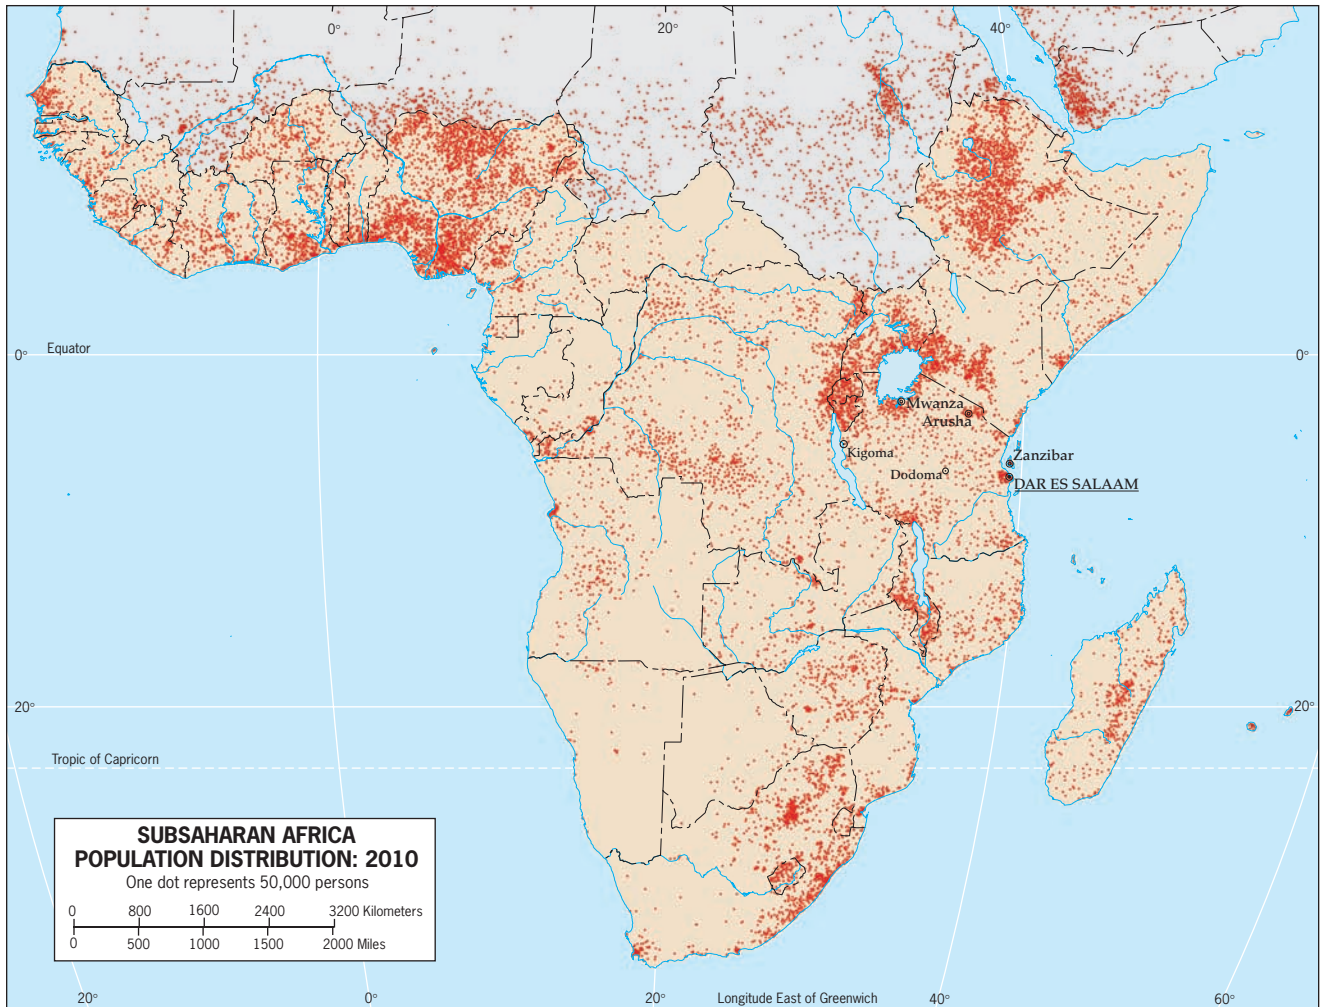 0°
20°
40°
0°
Equator
0°
Mwanza
Arusha
Kigoma
Zanzibar
Dodoma
DAR ES SALAAM
20°
20°
Tropic of Capricorn
SUBSAHARAN AFRICA
POPULATION DISTRIBUTION: 2010
One dot represents 50,000 persons
0 800 1600 2400 3200 Kilometers
0 500 1000 1500 2000 Miles
20°
0°
20°
Longitude East of Greenwich
40°
60°